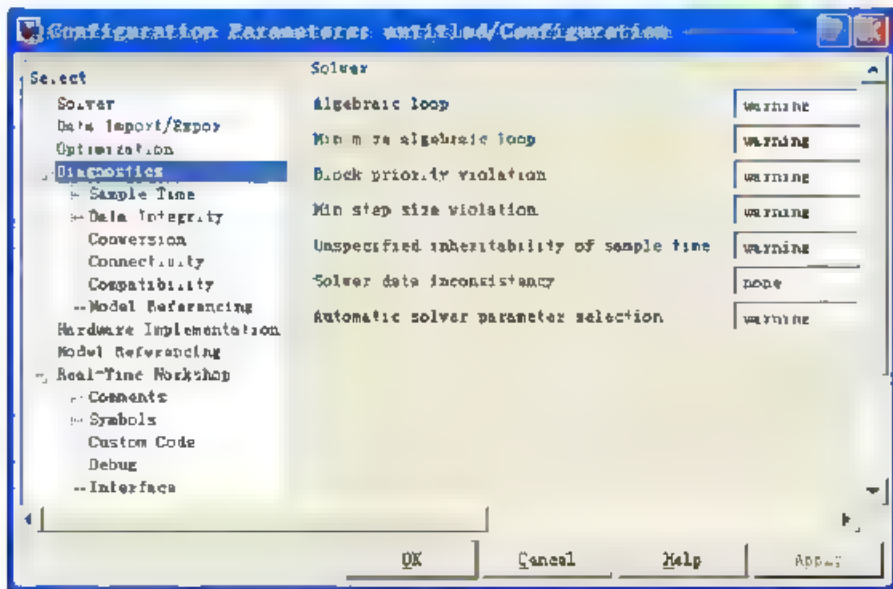 Configuration Parameters: untitled/Configuration
Select
Solver
Data Import/Expor
Optimization
Diagnostics
Sample Time
Data Integrity
Conversion
Connectivity
Compatibility
Model Referencing
Hardware Implementation
Model Referencing
Real-Time Workshop
Comments
Symbols
Custom Code
Debug
Interface
Solver
Algebraic loop
warning
Minimize algebraic loop
warning
Block priority violation
warning
Min step size violation
warning
Unspecified inheritability of sample time
warning
Solver data inconsistency
none
Automatic solver parameter selection
warning
OK
Cancel
Help
Apply